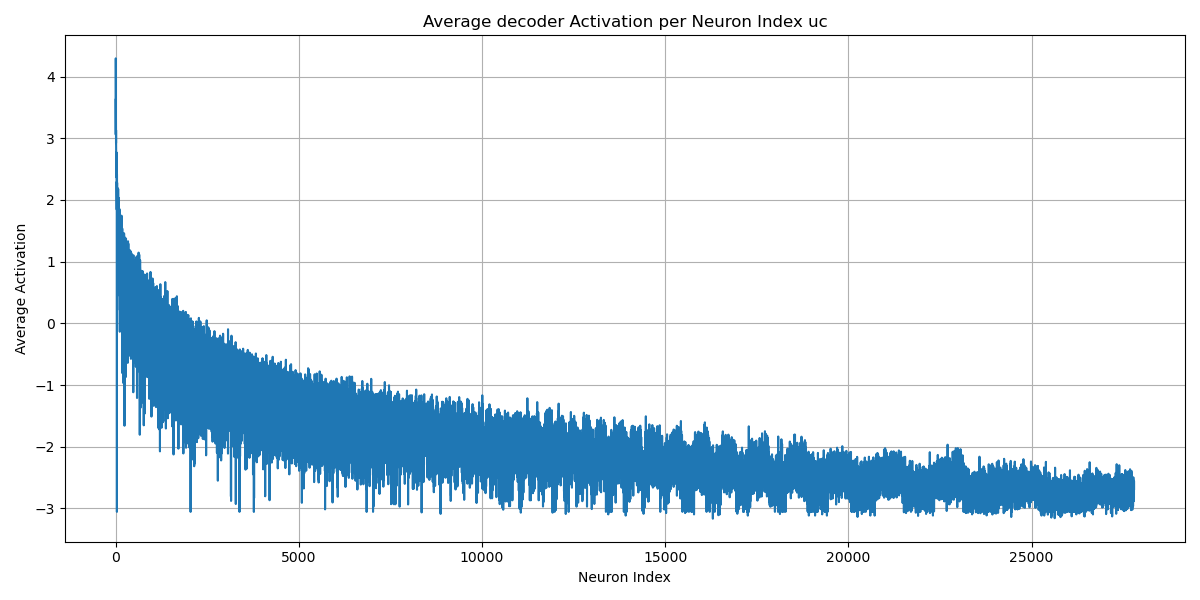 Average decoder Activation per Neuron Index uc
4
3
2
1
0
−1
−2
−3
Average Activation
0 5000 10000 15000 20000 25000
Neuron Index